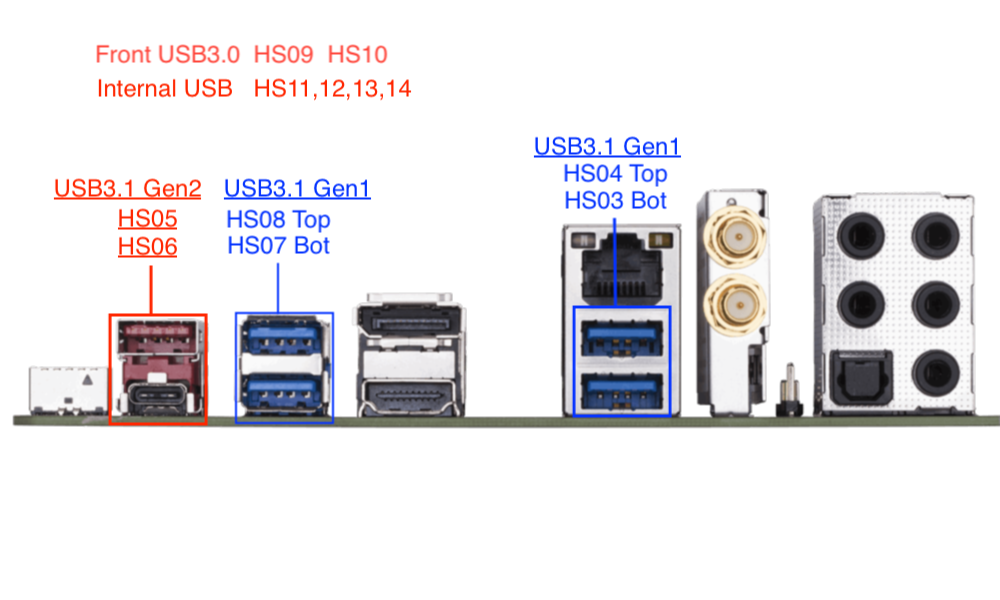 Front USB3.0 HS09 HS10
Internal USB HS11,12,13,14
USB3.1 Gen2
HS05
HS06
USB3.1 Gen1
HS08 Top
HS07 Bot
USB3.1 Gen1
HS04 Top
HS03 Bot